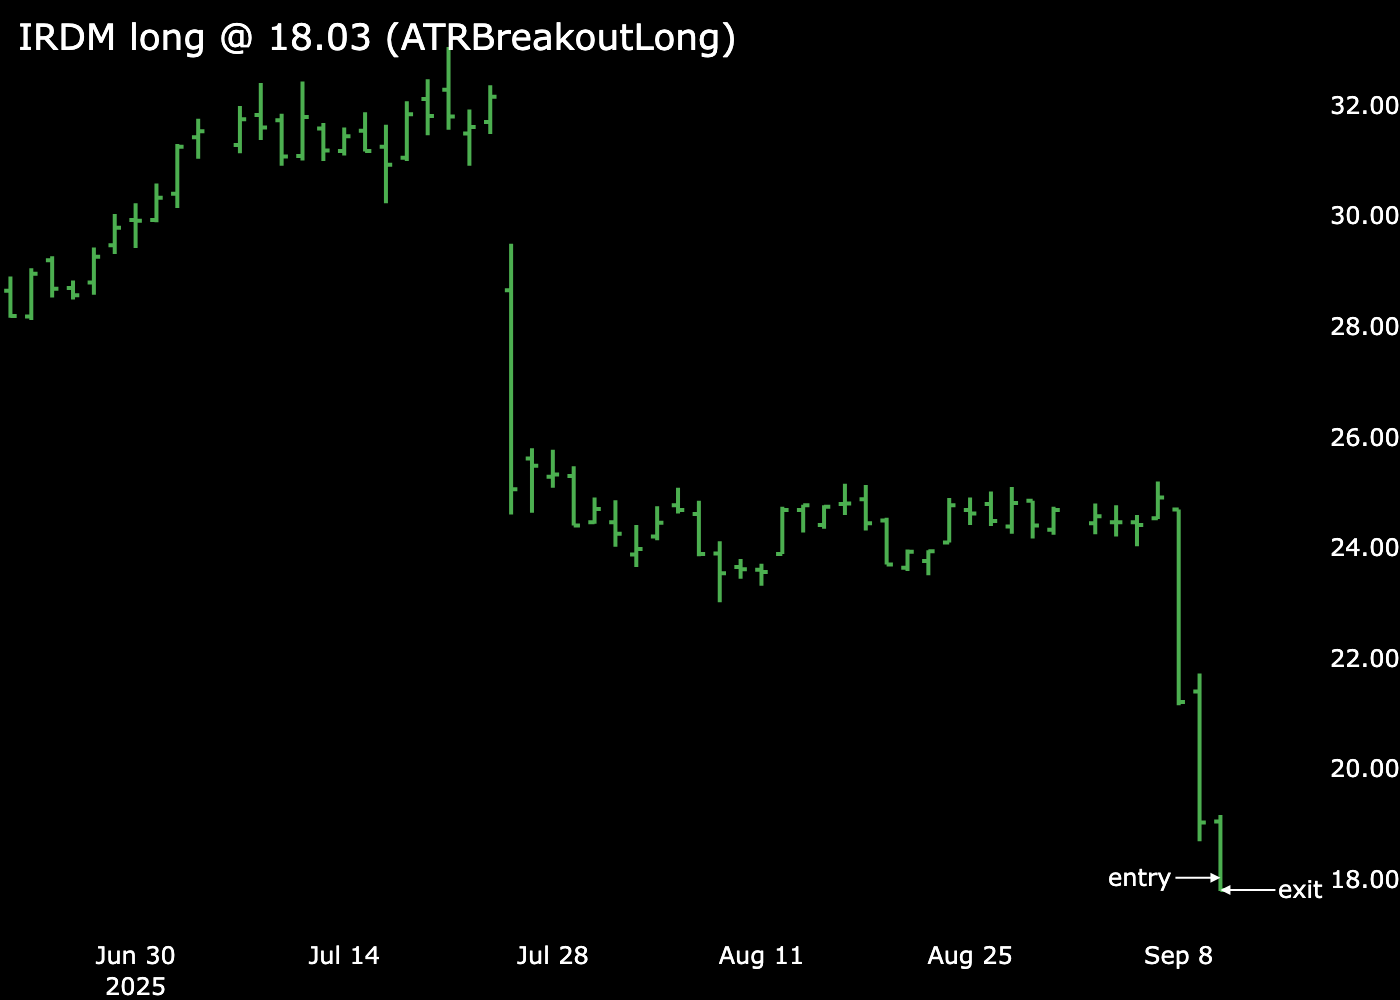 IRDM long @ 18.03 (ATRBreakoutLong)
32.00
30.00
28.00
26.00
24.00
22.00
20.00
18.00
entry
exit
Jun 30
2025
Jul 14
Jul 28
Aug 11
Aug 25
Sep 8